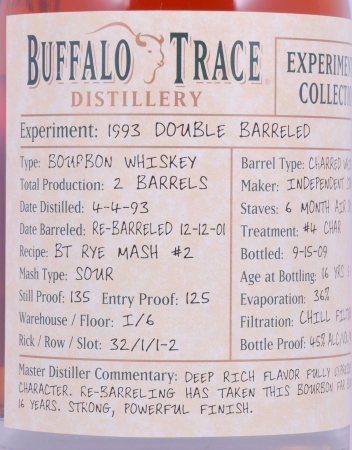 BUFFALO TRACE
DISTILLERY
EXPERIMEN
COLLECTI
Experiment: 1993 DOUBLE BARRELED
Type: BOURBON WHISKEY
Total Production: 2 BARRELS
Date Distilled: 4-4-93
Date Barreled: RE-BARRELED 12-12-01
Recipe: BT RYE MASH #2
Mash Type: SOUR
Still Proof: 135 Entry Proof: 125
Warehouse / Floor: I/6
Rick / Row / Slot: 32/1/1-2
Barrel Type: CHARRED
Maker: INDEPENDENT
Staves: 6 MONTH AIR
Treatment: #4 CHAR
Bottled: 9-15-09
Age at Bottling: 16 YRS
Evaporation: 36%
Filtration: CHILL
Bottle Proof: 45% ALC/VOL
Master Distiller Commentary: DEEP RICH FLAVOR FULLY
CHARACTER. RE-BARRELING HAS TAKEN THIS BOURBON FAR
16 YEARS. STRONG, POWERFUL FINISH.